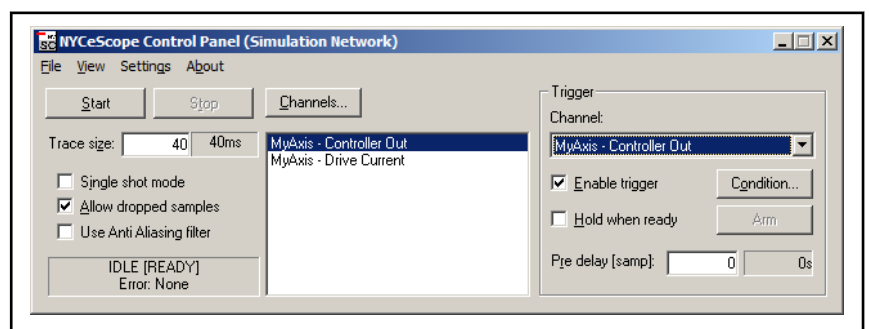 NYCeScope Control Panel (Simulation Network)
File View Settings About
Start Stop Channels...
Trace size: 40 40ms
Single shot mode
Allow dropped samples
Use Anti Aliasing filter
IDLE [READY]
Error: None
MyAxis - Controller Out
MyAxis - Drive Current
Trigger
Channel:
MyAxis - Controller Out
Enable trigger Condition...
Hold when ready Arm
Pre delay [samp]: 0 0s